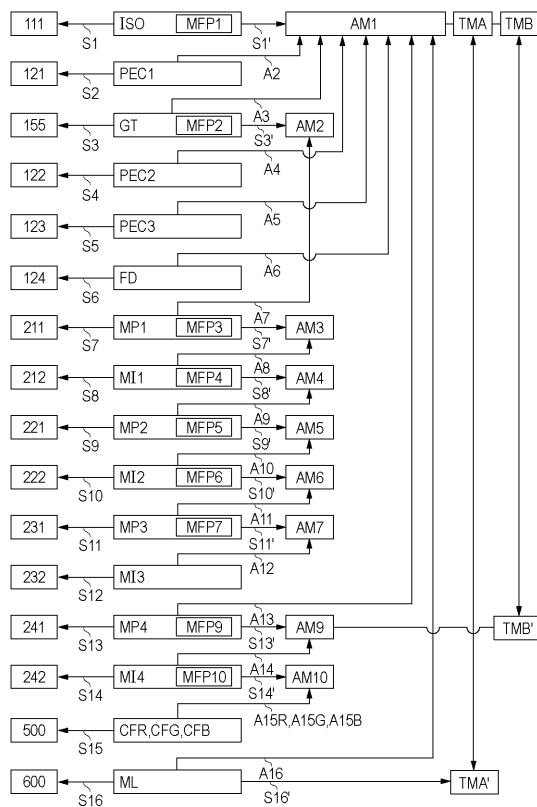 111 S1 ISO MFP1 S1' AM1 TMA TMB
121 S2 PEC1 A2
155 S3 GT MFP2 A3 S3' AM2
122 S4 PEC2 A4
123 S5 PEC3 A5
124 S6 FD A6
211 S7 MP1 MFP3 A7 S7' AM3
212 S8 MI1 MFP4 A8 S8' AM4
221 S9 MP2 MFP5 A9 S9' AM5
222 S10 MI2 MFP6 A10 S10' AM6
231 S11 MP3 MFP7 A11 S11' AM7
232 S12 MI3 A12
241 S13 MP4 MFP9 A13 S13' AM9 TMB'
242 S14 MI4 MFP10 A14 S14' AM10
500 S15 CFR,CFG,CFB A15R,A15G,A15B
600 S16 ML A16 S16' TMA'